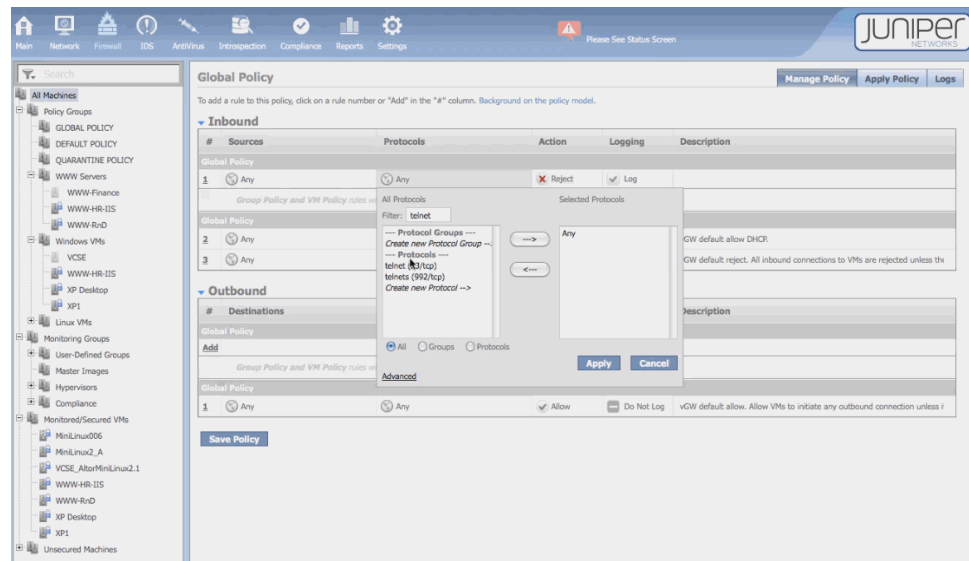 Main Network Firewall IDS AntiVirus Introspection Compliance Reports Settings
Please See Status Screen
JUNIPER
NETWORKS
Search
All Machines
Policy Groups
GLOBAL POLICY
DEFAULT POLICY
QUARANTINE POLICY
WWW Servers
WWW-Finance
WWW-HR-IIS
WWW-RnD
Windows VMs
VCSE
WWW-HR-IIS
XP Desktop
XP1
Linux VMs
Monitoring Groups
User-Defined Groups
Master Images
Hypervisors
Compliance
Monitored/Secured VMs
MiniLinux006
MiniLinux2_A
VCSE_AltorMiniLinux2.1
WWW-HR-IIS
WWW-RnD
XP Desktop
XP1
Unsecured Machines
Global Policy
Manage Policy Apply Policy Logs
To add a rule to this policy, click on a rule number or "Add" in the "#" column. Background on the policy model.
Inbound
# Sources Protocols Action Logging Description
Global Policy
1 Any Any Reject Log
Group Policy and VM Policy rules
Global Policy
2 Any GW default allow DHCP.
3 Any GW default reject. All inbound connections to VMs are rejected unless the
All Protocols Selected Protocols
Filter: telnet
--- Protocol Groups ---
Create new Protocol Group --
--- Protocols ---
telnet (23/tcp)
telnets (992/tcp)
Create new Protocol -->
--->
<---
Any
All Groups Protocols
Apply Cancel
Advanced
Outbound
# Destinations Description
Global Policy
Add
Group Policy and VM Policy rules
Global Policy
1 Any Any Allow Do Not Log vGW default allow. Allow VMs to initiate any outbound connection unless
Save Policy